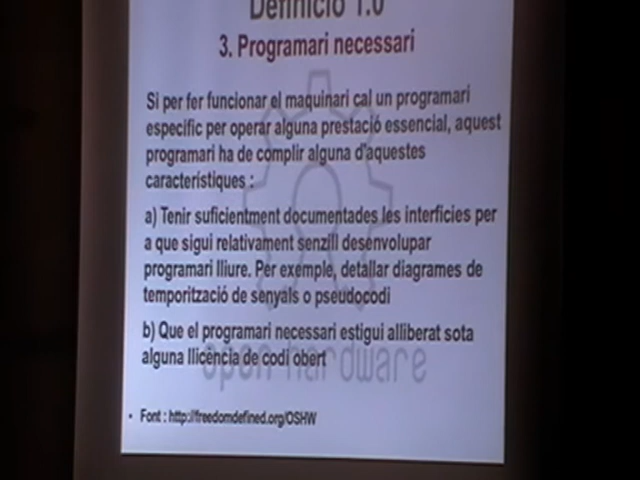 Definició 1.0
3. Programari necessari
Si per fer funcionar el maquinari cal un programari
específic per operar alguna prestació essencial, aquest
programari ha de complir alguna d'aquestes
característiques :
a) Tenir suficientment documentades les interfícies per
a que sigui relativament senzill desenvolupar
programari lliure. Per exemple, detallar diagrames de
temporització de senyals o pseudocodi
b) Que el programari necessari estigui alliberat sota
alguna llicència de codi obert
open hardware
• Font : http://freedomdefined.org/OSHW